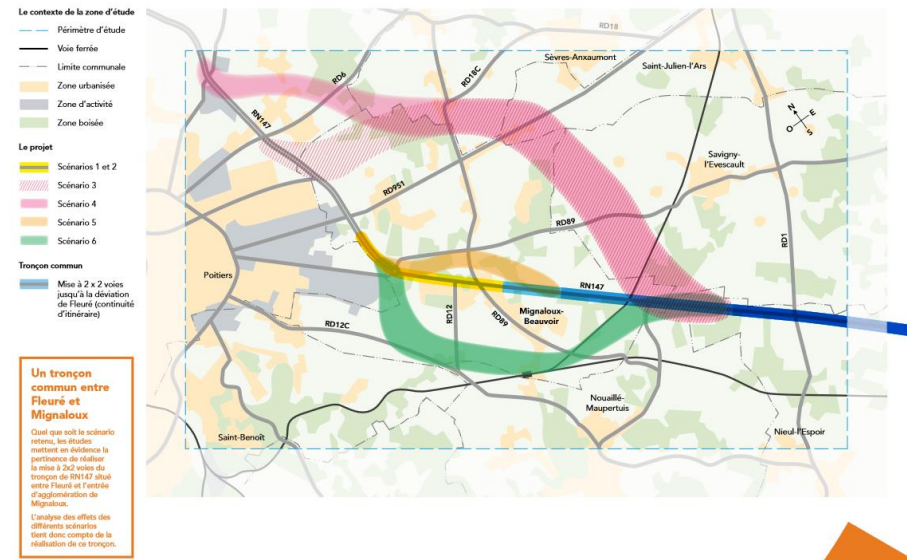 Le contexte de la zone d'étude
Périmètre d'étude
Voie ferrée
Limite communale
Zone urbanisée
Zone d'activité
Zone boisée
Le projet
Scénarios 1 et 2
Scénario 3
Scénario 4
Scénario 5
Scénario 6
Tronçon commun
Mise à 2 x 2 voies
jusqu'à la déviation
de Fleuré (continuité
d'itinéraire)
Un tronçon
commun entre
Fleuré et
Mignaloux
Quel que soit le scénario
retenu, les études
mettent en évidence la
pertinence de réaliser
la mise à 2x2 voies du
tronçon de RN147 situé
entre Fleuré et l'entrée
d'agglomération de
Mignaloux.
L'analyse des effets des
différents scénarios
tient donc compte de la
réalisation de ce tronçon.
RD18
Sèvres-Anxaumont
Saint-Julien-l'Ars
RD6
RD18C
N
E
O
S
RN147
Savigny-
l'Evescault
RD951
RD89
RD1
Poitiers
RN147
RD12
Mignaloux-
Beauvoir
RD89
RD12C
Nouaillé-
Maupertuis
Saint-Benoît
Nieul-l'Espoir